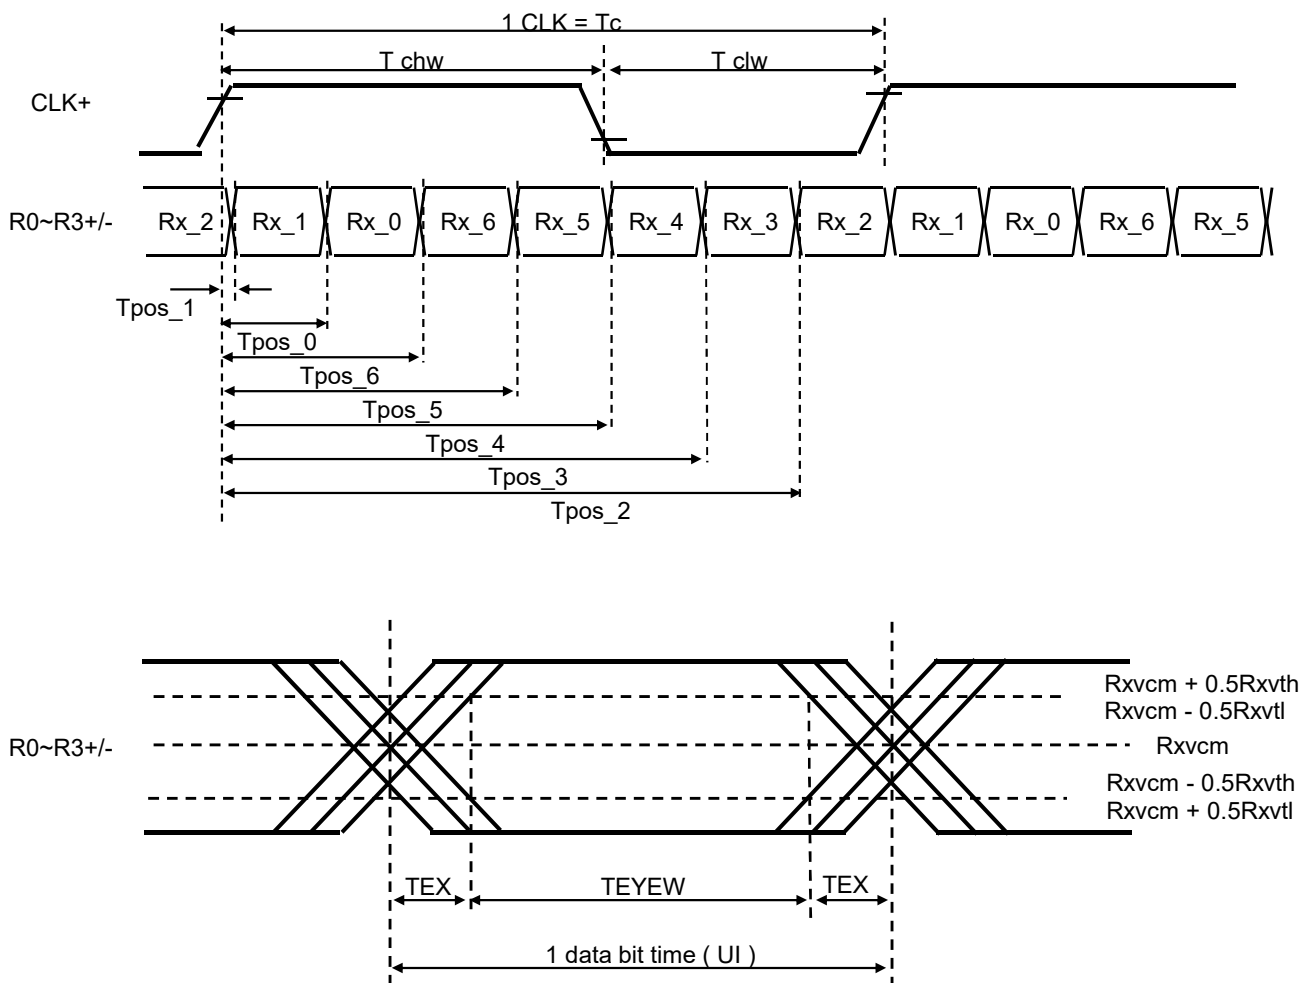 1 CLK = Tc
T chw T clw
CLK+
R0~R3+/- Rx_2 Rx_1 Rx_0 Rx_6 Rx_5 Rx_4 Rx_3 Rx_2 Rx_1 Rx_0 Rx_6 Rx_5
Tpos_1
Tpos_0
Tpos_6
Tpos_5
Tpos_4
Tpos_3
Tpos_2
Rxvcm + 0.5Rxvth
Rxvcm - 0.5Rxvtl
R0~R3+/- Rxvcm
Rxvcm - 0.5Rxvth
Rxvcm + 0.5Rxvtl
TEX TEYEW TEX
1 data bit time ( UI )